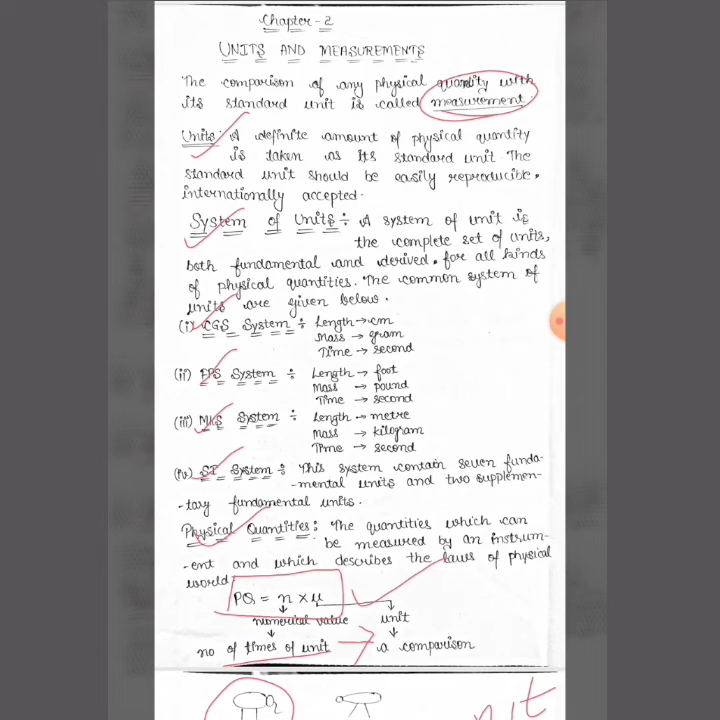 Chapter-2
UNITS AND MEASUREMENTS
The comparison of any physical quantity with
its standard unit is called measurement
Units: A definite amount of physical quantity
is taken as its standard unit The
standard unit should be easily reproducible,
internationally accepted.
System of Units ÷ A system of unit is
the complete set of units,
both fundamental and derived, for all kinds
of physical quantities. The common system of
units are given below.
(i) CGS System ÷ Length → cm
Mass → gram
Time → second
(ii) FPS System ÷ Length → foot
Mass → pound
Time → second
(iii) MKS System ÷ Length → metre
Mass → kilogram
Time → second
(iv) SI System ÷ This system contain seven funda-
-mental units and two supplemen-
-tary fundamental units.
Physical Quantities: The quantities which can
be measured by an instrum-
-ent and which describes the laws of physical
world.
PQ = n × u
numerical value unit
no of times of unit a comparison